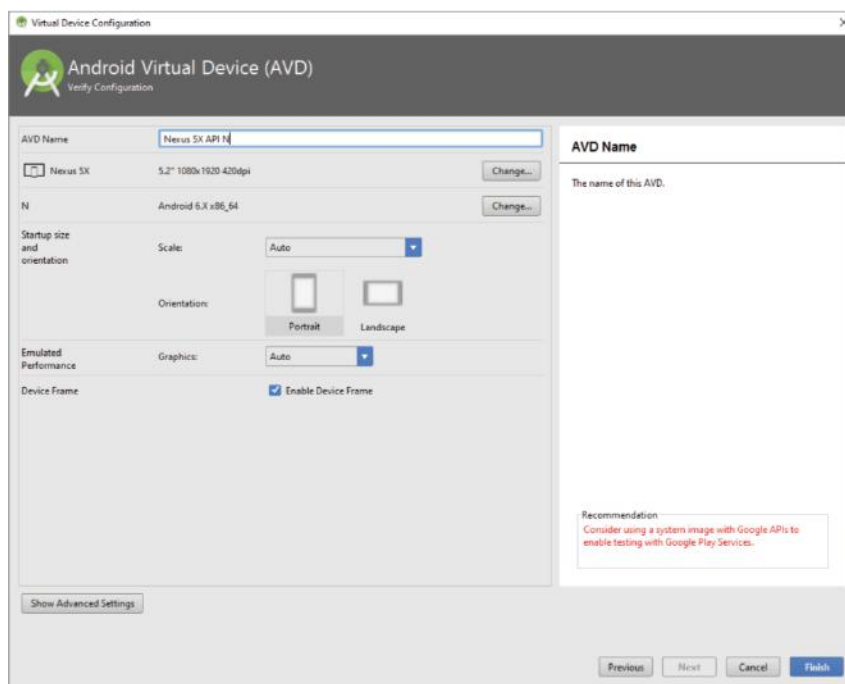 Virtual Device Configuration
Android Virtual Device (AVD)
Verify Configuration
AVD Name
Nexus 5X API N
Nexus 5X
5.2" 1080x1920 420dpi
Change...
N
Android 6.X x86_64
Change...
Startup size
and
orientation
Scale:
Auto
Orientation:
Portrait
Landscape
Emulated
Performance
Graphics:
Auto
Device Frame
Enable Device Frame
Show Advanced Settings
AVD Name
The name of this AVD.
Recommendation
Consider using a system image with Google APIs to
enable testing with Google Play Services.
Previous
Next
Cancel
Finish